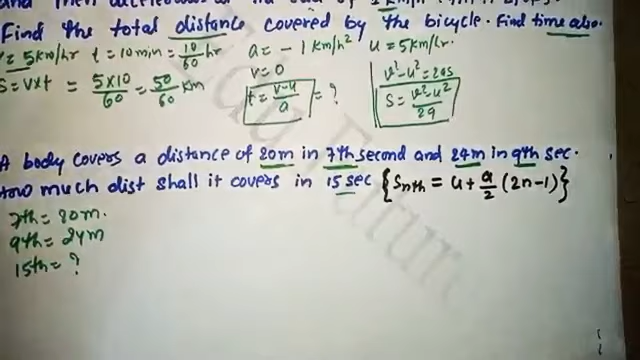 Find the total distance covered by the bicycle. Find time also.
= 5km/hr t = 10min = 10/60 hr a = - 1 km/h² u = 5km/hr.
S = v×t = 5×10/60 = 50/60 km v = 0 v²-u² = 2as
t = v-u/a = ? S = v²-u²/2a
A body covers a distance of 20m in 7th second and 24m in 9th sec.
How much dist shall it covers in 15 sec {Snth = u + a/2 (2n-1)}
7th = 20m.
9th = 24m
15th = ?